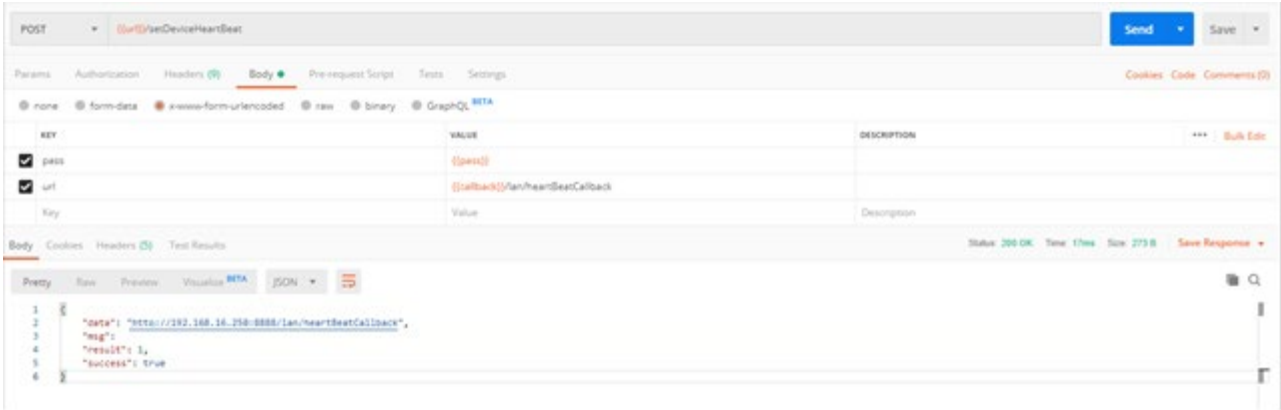 POST {{url}}/setDeviceHeartBeat Send Save
Params Authorization Headers (9) Body Pre-request Script Tests Settings Cookies Code Comments (0)
none form-data x-www-form-urlencoded raw binary GraphQL BETA
KEY VALUE DESCRIPTION ••• Bulk Edit
pass {{pass}}
url {{callback}}/lan/heartBeatCallback
Key Value Description
Body Cookies Headers (5) Test Results Status: 200 OK Time: 17ms Size: 273 B Save Response
Pretty Raw Preview Visualize BETA JSON
1 {
2 "data": "http://192.168.16.250:8888/lan/heartBeatCallback",
3 "msg":
4 "result": 1,
5 "success": true
6 }